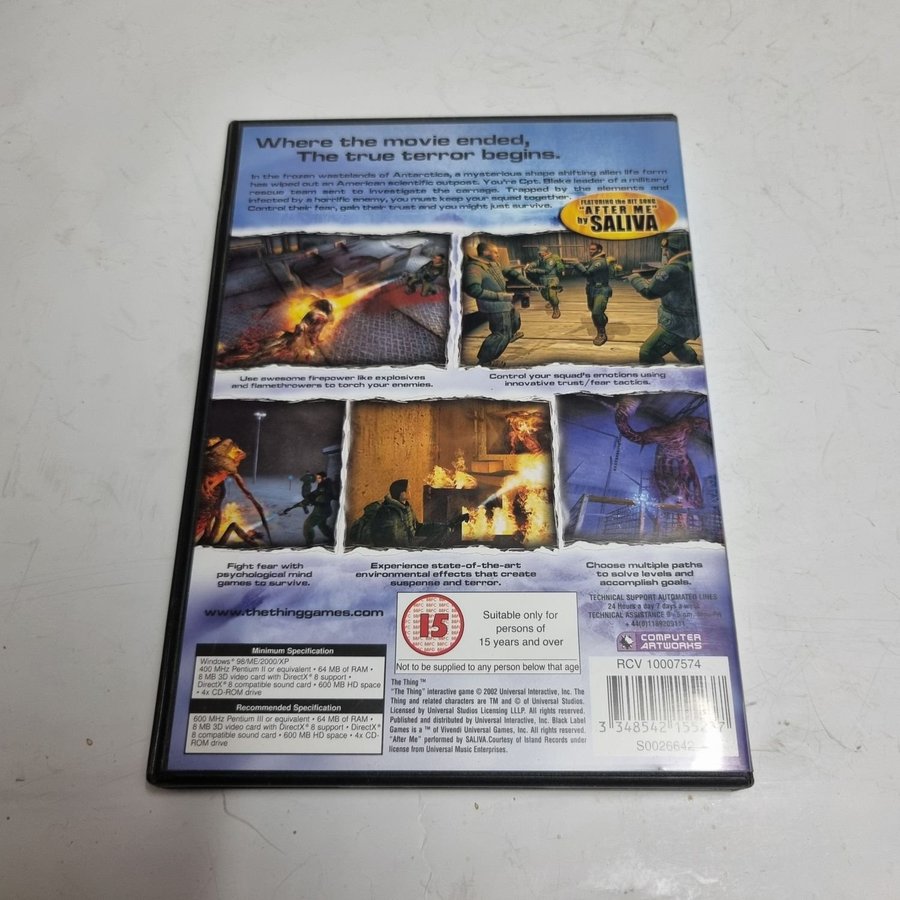 Where the movie ended,
The true terror begins.
In the frozen wastelands of Antarctica, a mysterious shape shifting alien life form
has wiped out an American scientific outpost. You're Cpt. Blake leader of a military
rescue team sent to investigate the carnage. Trapped by the elements and
infected by a horrific enemy, you must keep your squad together.
Control their fear, gain their trust and you might just survive.
FEATURING the HIT SONG
"AFTER ME"
by SALIVA
Use awesome firepower like explosives
and flamethrowers to torch your enemies.
Control your squad's emotions using
innovative trust/fear tactics.
Fight fear with
psychological mind
games to survive.
Experience state-of-the-art
environmental effects that create
suspense and terror.
Choose multiple paths
to solve levels and
accomplish goals.
www.thethinggames.com
BBFC
15
Suitable only for
persons of
15 years and over
Not to be supplied to any person below that age
TECHNICAL SUPPORT AUTOMATED LINES
24 Hours a day 7 days a week
TECHNICAL ASSISTANCE
+ 44(0)1189209111
COMPUTER
ARTWORKS
Minimum Specification
Windows® 98/ME/2000/XP
400 MHz Pentium II or equivalent • 64 MB of RAM •
8 MB 3D video card with DirectX® 8 support •
DirectX® 8 compatible sound card • 600 MB HD space
• 4x CD-ROM drive
Recommended Specification
600 MHz Pentium III or equivalent • 64 MB of RAM •
8 MB 3D video card with DirectX® 8 support • DirectX®
8 compatible sound card • 600 MB HD space • 4x CD-
ROM drive
The Thing™
"The Thing" interactive game © 2002 Universal Interactive, Inc. The
Thing and related characters are TM and © of Universal Studios.
Licensed by Universal Studios Licensing LLLP. All rights reserved.
Published and distributed by Universal Interactive, Inc. Black Label
Games is a ™ of Vivendi Universal Games, Inc. All rights reserved.
"After Me" performed by SALIVA.Courtesy of Island Records under
license from Universal Music Enterprises.
RCV 10007574
3 348542 155237
S0026642